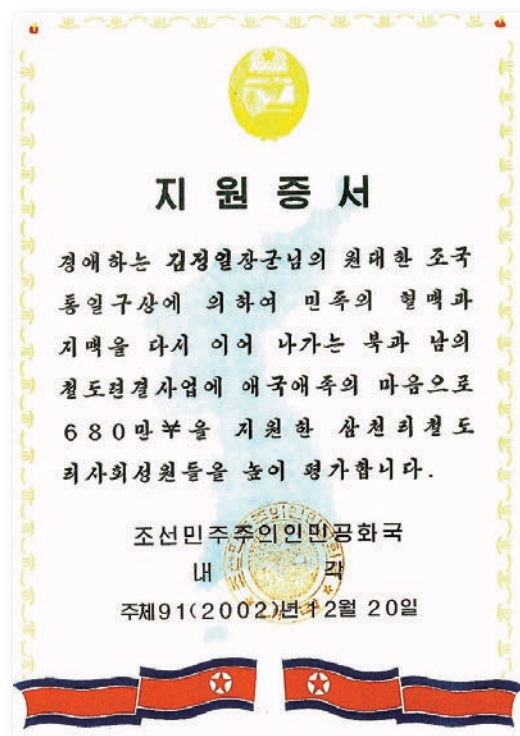 지원증서
경애하는 김정일장군님의 원대한 조국
통일구상에 의하여 민족의 혈맥과
지맥을 다시 이어 나가는 북과 남의
철도련결사업에 애국애족의 마음으로
680만￥을 지원한 삼천리철도
리사회성원들을 높이 평가합니다.
조선민주주의인민공화국
내 각
주체91(2002)년12월 20일